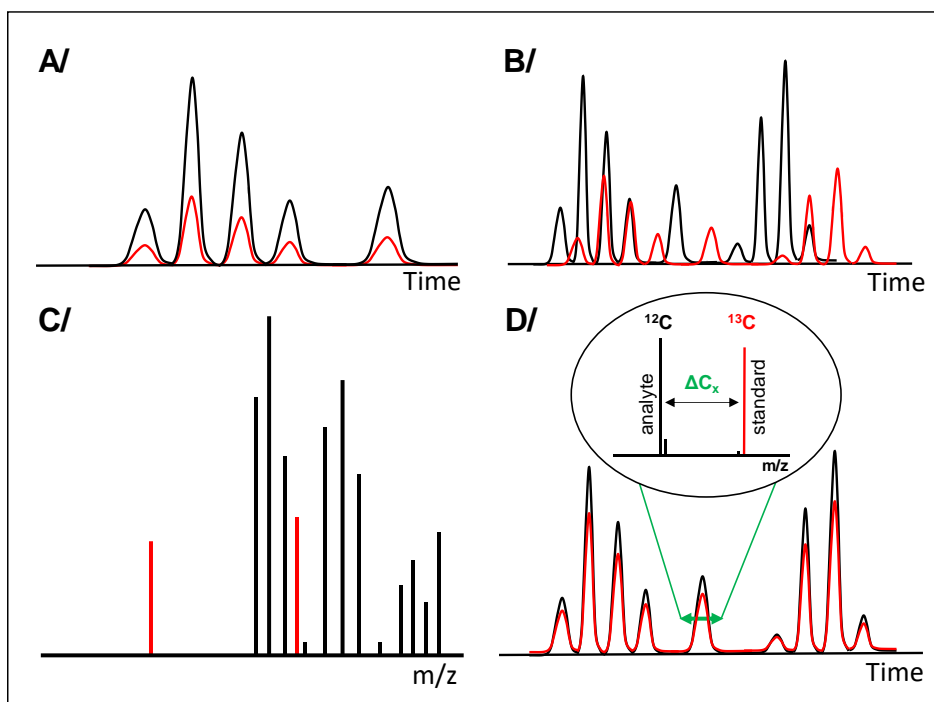 A/
B/
Time
Time
C/
D/
¹²C
¹³C
ΔCₓ
analyte
standard
m/z
m/z
Time